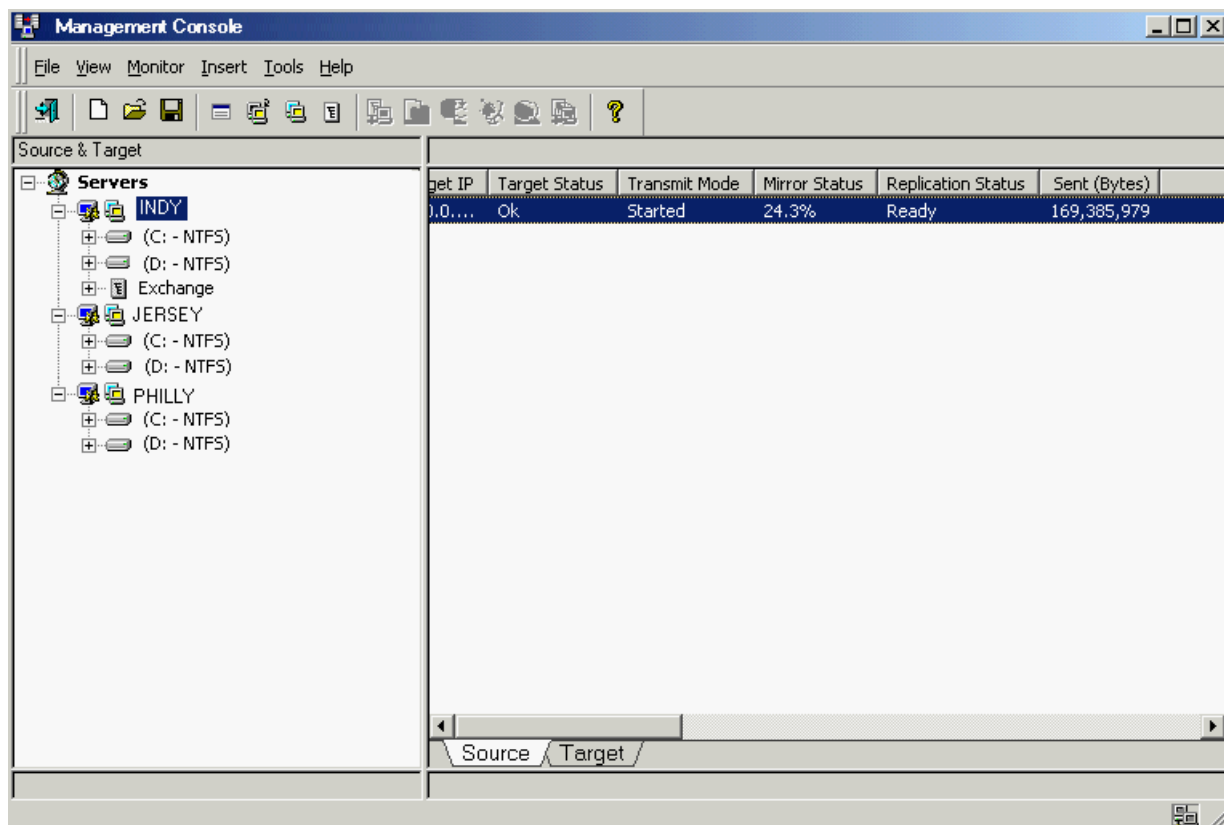 Management Console
File View Monitor Insert Tools Help
Source & Target
Servers
INDY
(C: - NTFS)
(D: - NTFS)
Exchange
JERSEY
(C: - NTFS)
(D: - NTFS)
PHILLY
(C: - NTFS)
(D: - NTFS)
get IP Target Status Transmit Mode Mirror Status Replication Status Sent (Bytes)
).0.... Ok Started 24.3% Ready 169,385,979
Source Target